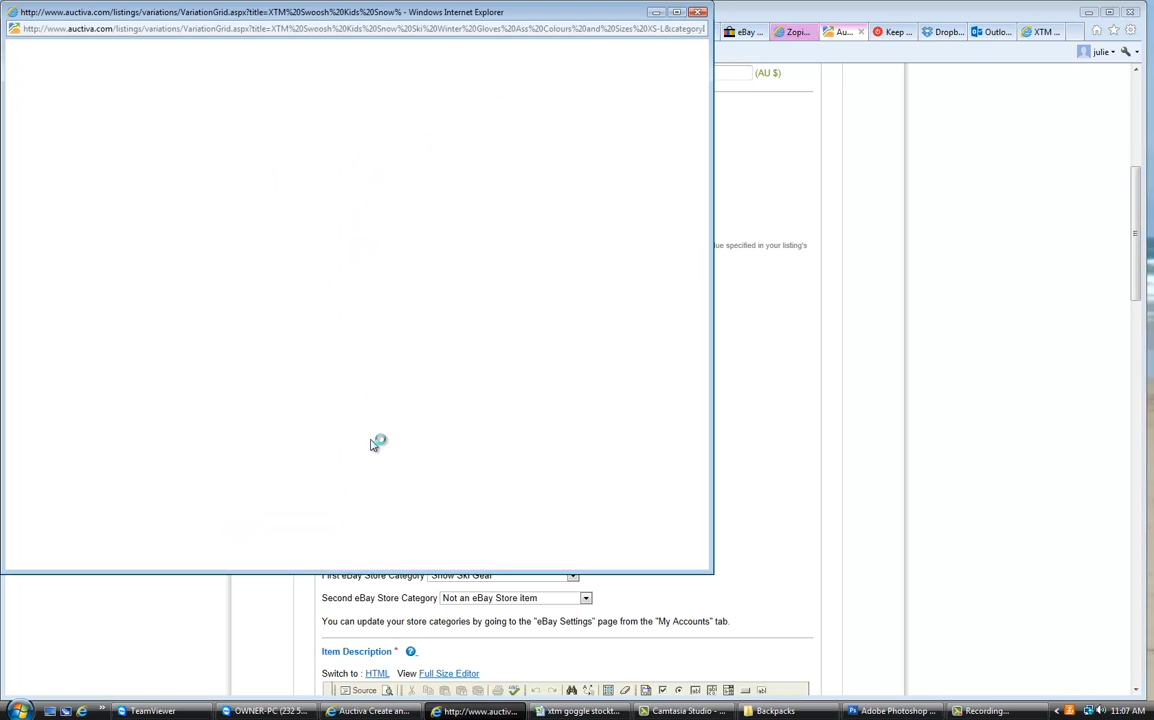 http://www.auctiva.com/listings/variations/VariationGrid.aspx?title=XTM%20Swoosh%20Kids%20Snow% - Windows Internet Explorer
http://www.auctiva.com/listings/variations/VariationGrid.aspx?title=XTM%20Swoosh%20Kids%20Snow%20Ski%20Winter%20Gloves%20Ass%20Colours%20and%20Sizes%20XS-L&category
eBay ...
Zopi...
Au...
Keep ...
Dropb...
Outlo...
XTM ...
julie
(AU $)
lue specified in your listing's
First eBay Store Category
Snow Ski Gear
Second eBay Store Category
Not an eBay Store item
You can update your store categories by going to the "eBay Settings" page from the "My Accounts" tab.
Item Description *
?
Switch to : HTML View Full Size Editor
Source
TeamViewer
OWNER-PC (232 5...
Auctiva Create an...
http://www.auctiv...
xtm goggle stockt...
Camtasia Studio - ...
Backpacks
Adobe Photoshop ...
Recording...
11:07 AM